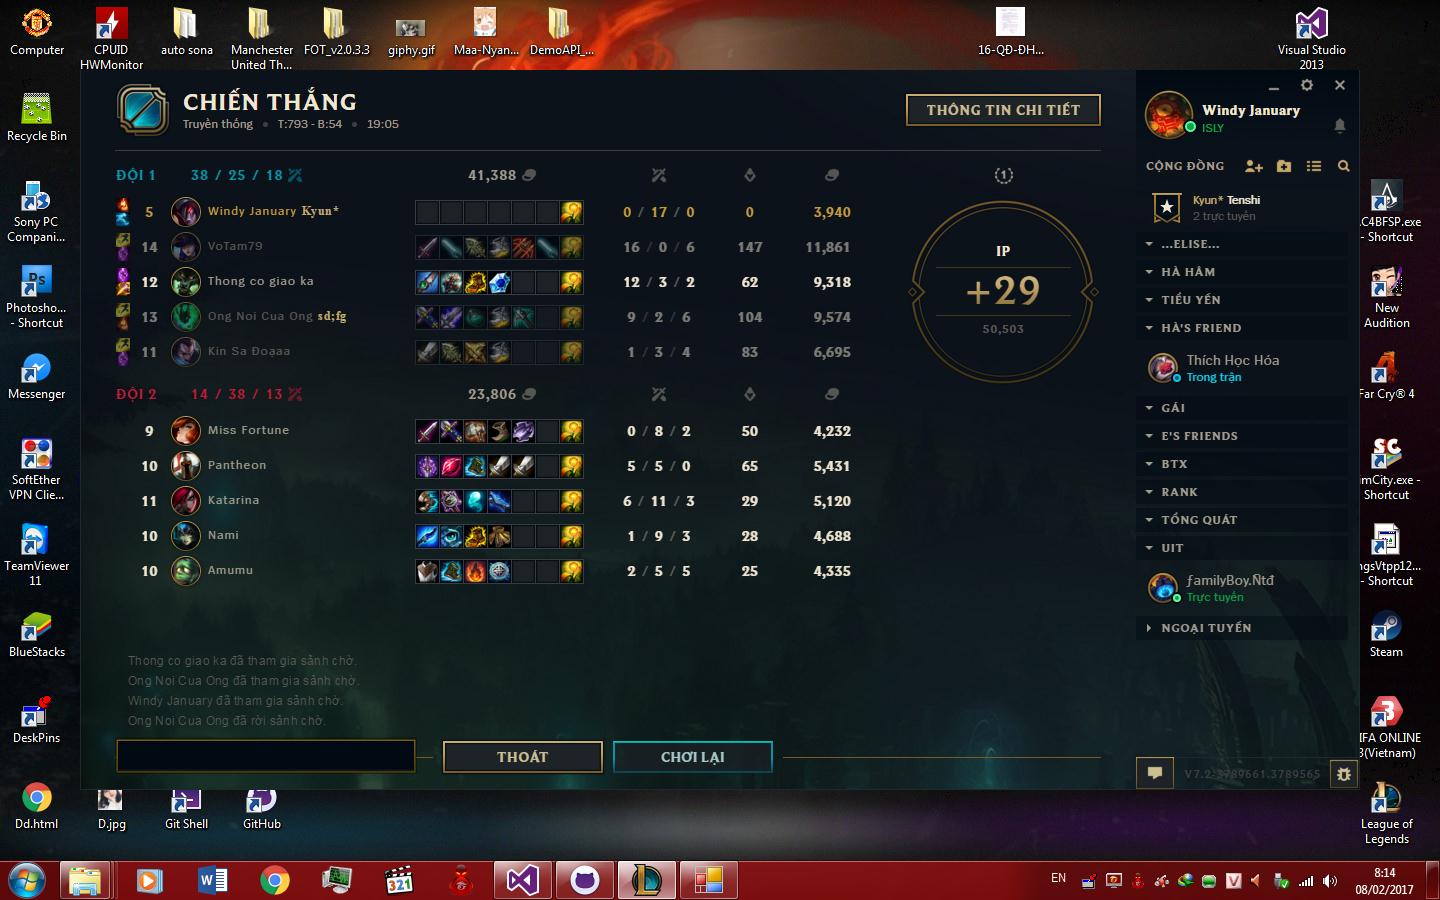 Computer
CPUID
HWMonitor
auto sona
Manchester
United Th...
FOT_v2.0.3.3
giphy.gif
Maa-Nyan...
DemoAPI_...
16-QĐ-ĐH...
Visual Studio
2013
Recycle Bin
Sony PC
Compani...
Photosho...
- Shortcut
Messenger
SoftEther
VPN Clie...
TeamViewer
11
BlueStacks
DeskPins
Dd.html
D.jpg
Git Shell
GitHub
CHIẾN THẮNG
Truyền thống • T:793 - B:54 • 19:05
THÔNG TIN CHI TIẾT
ĐỘI 1 38 / 25 / 18 41,388
5 Windy January Kyun* 0 / 17 / 0 0 3,940
14 VoTam79 16 / 0 / 6 147 11,861
12 Thong co giao ka 12 / 3 / 2 62 9,318
13 Ong Noi Cua Ong sd;fg 9 / 2 / 6 104 9,574
11 Kin Sa Đoạaa 1 / 3 / 4 83 6,695
ĐỘI 2 14 / 38 / 13 23,806
9 Miss Fortune 0 / 8 / 2 50 4,232
10 Pantheon 5 / 5 / 0 65 5,431
11 Katarina 6 / 11 / 3 29 5,120
10 Nami 1 / 9 / 3 28 4,688
10 Amumu 2 / 5 / 5 25 4,335
1
IP
+29
50,503
Thong co giao ka đã tham gia sảnh chờ.
Ong Noi Cua Ong đã tham gia sảnh chờ.
Windy January đã tham gia sảnh chờ.
Ong Noi Cua Ong đã rời sảnh chờ.
THOÁT
CHƠI LẠI
Windy January
ISLY
CỘNG ĐỒNG
Kyun* Tenshi
2 trực tuyến
...ELISE...
HÀ HÂM
TIỂU YẾN
HÀ'S FRIEND
Thích Học Hóa
Trong trận
GÁI
E'S FRIENDS
BTX
RANK
TỔNG QUÁT
UIT
ƒamilyBoy.Ñtđ
Trực tuyến
NGOẠI TUYẾN
V7.2-3789661.3789565
C4BFSP.exe
- Shortcut
New
Audition
Far Cry® 4
imCity.exe -
Shortcut
ngsVtpp12...
- Shortcut
Steam
IFA ONLINE
3(Vietnam)
League of
Legends
EN
8:14
08/02/2017